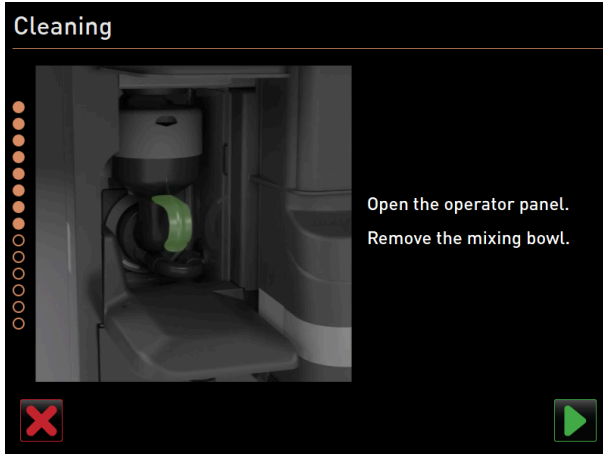 Cleaning
Open the operator panel.
Remove the mixing bowl.